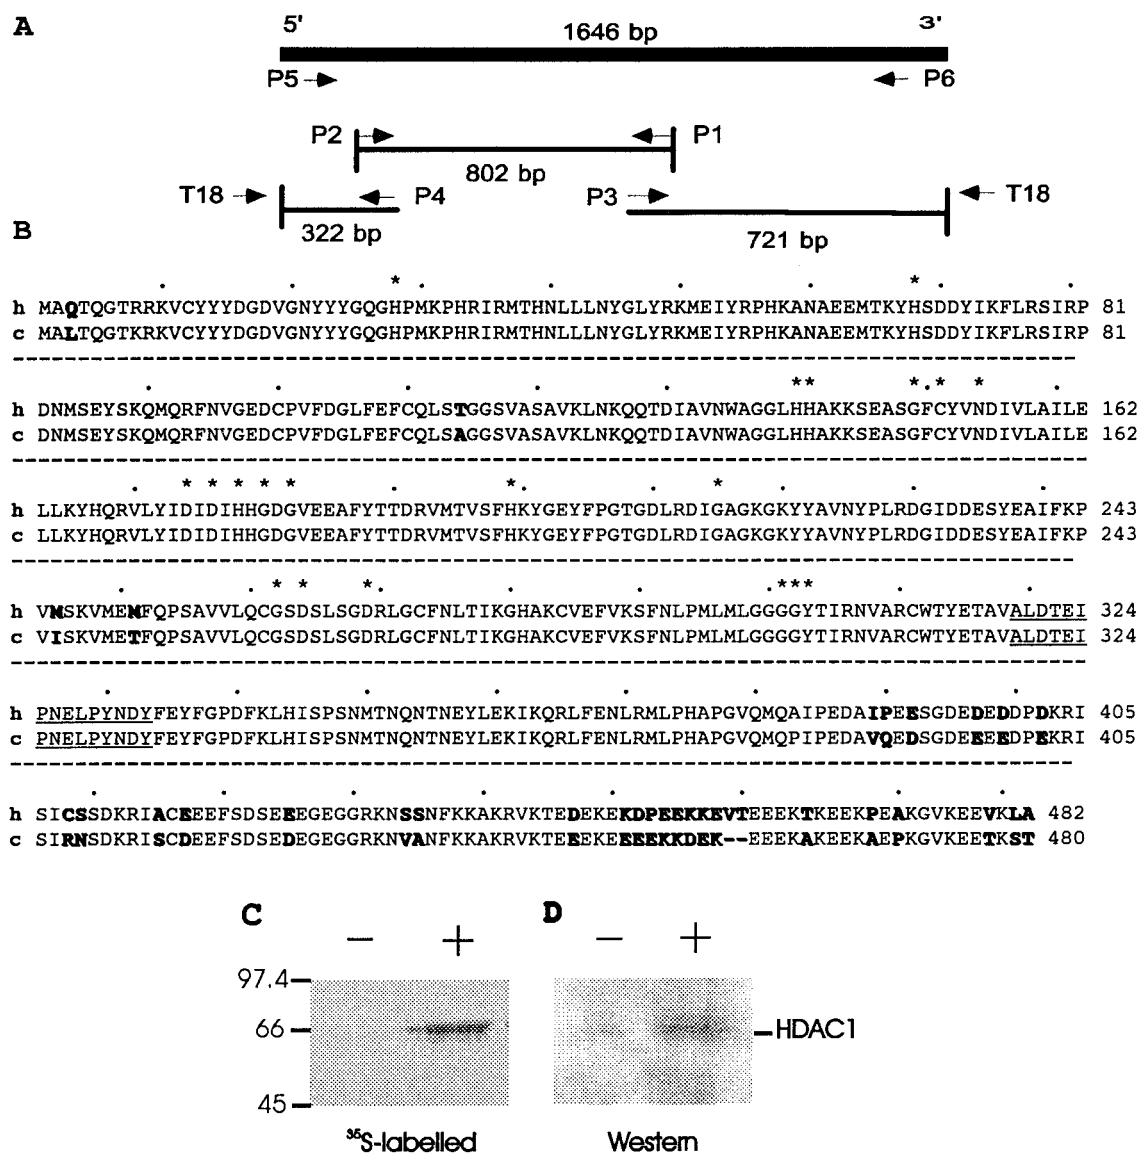 A
5'
1646 bp
3'
P5
P6
P2
P1
802 bp
T18
P4
P3
T18
322 bp
721 bp
B
* *
h MAQTQGTRRKVCYYYDGDVGNYYYGQGHPMKPHRIRMTHNLLLNYGLYRKMEIYRPHKANAEEMTKYHSDDYIKFLRSIRP 81
c MALTQGTKRKVCYYYDGDVGNYYYGQGHPMKPHRIRMTHNLLLNYGLYRKMEIYRPHKANAEEMTKYHSDDYIKFLRSIRP 81
** * * *
h DNMSEYSKQMQRFNVGEDCPVFDGLFEFCQLSTGGSVASAVKLNKQQTDIAVNWAGGLHHAKKSEASGFCYVNDIVLAILE 162
c DNMSEYSKQMQRFNVGEDCPVFDGLFEFCQLSAGGSVASAVKLNKQQTDIAVNWAGGLHHAKKSEASGFCYVNDIVLAILE 162
* * * * * * *
h LLKYHQRVLYIDIDIHHGDGVEEAFYTTDRVMTVSFHKYGEYFPGTGDLRDIGAGKGKYYAVNYPLRDGIDDESYEAIFKP 243
c LLKYHQRVLYIDIDIHHGDGVEEAFYTTDRVMTVSFHKYGEYFPGTGDLRDIGAGKGKYYAVNYPLRDGIDDESYEAIFKP 243
* * * ***
h VMSKVMEMFQPSAVVLQCGSDSLSGDRLGCFNLTIKGHAKCVEFVKSFNLPMLMLGGGGYTIRNVARCWTYETAVALDTEI 324
c VISKVMETFQPSAVVLQCGSDSLSGDRLGCFNLTIKGHAKCVEFVKSFNLPMLMLGGGGYTIRNVARCWTYETAVALDTEI 324
h PNELPYNDYFEYFGPDFKLHISPSNMTNQNTNEYLEKIKQRLFENLRMLPHAPGVQMQAIPEDAIPEESGDEDEDDPDKRI 405
c PNELPYNDYFEYFGPDFKLHISPSNMTNQNTNEYLEKIKQRLFENLRMLPHAPGVQMQPIPEDAVQEDSGDEEEEDPEKRI 405
h SICSSDKRIACEEEFSDSEEEGEGGRKNSSNFKKAKRVKTEDEKEKDPEEKKEVTEEEKTKEEKPEAKGVKEEVKLA 482
c SIRNSDKRISCDEEFSDSEDEGEGGRKNVAНFKKAKRVKTEEEKEEEEKKDEK--EEEKAKEEKAEPKGVKEETKST 480
C
D
− +
− +
97.4
66
45
HDAC1
³⁵S-labelled
Western